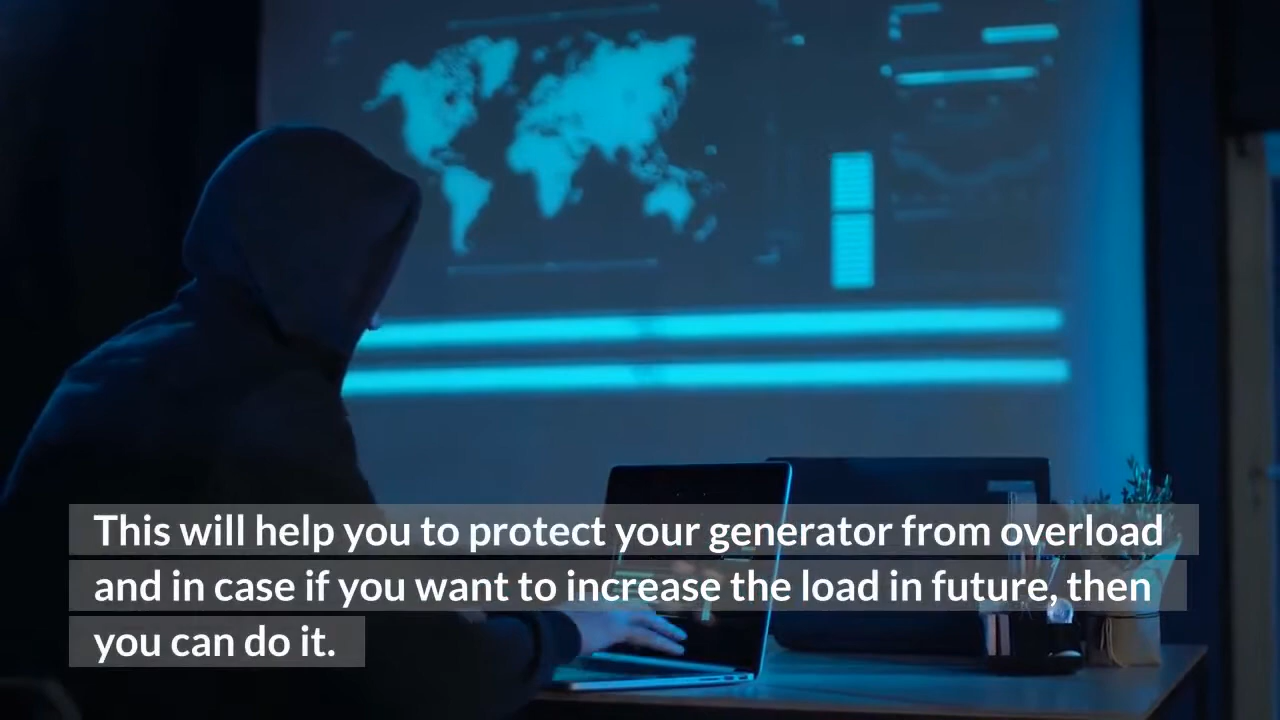 This will help you to protect your generator from overload
and in case if you want to increase the load in future, then
you can do it.